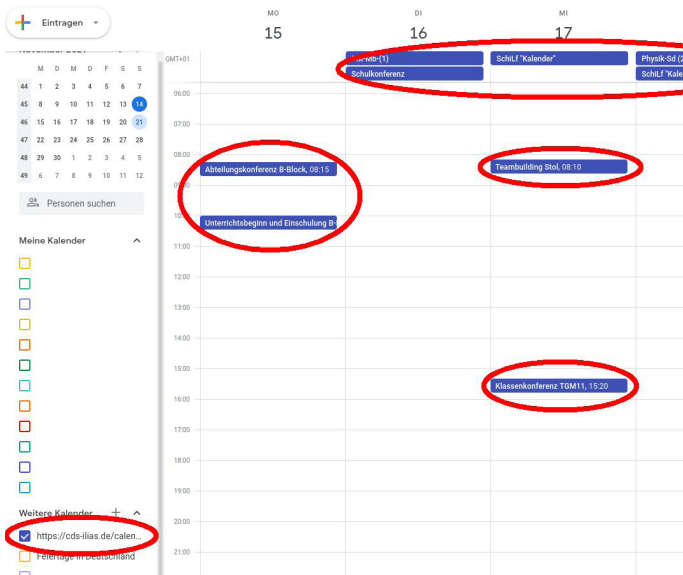 Eintragen
MO
15
DI
16
MI
17
November 2021
M D M D F S S
44 1 2 3 4 5 6 7
45 8 9 10 11 12 13 14
46 15 16 17 18 19 20 21
47 22 23 24 25 26 27 28
48 29 30 1 2 3 4 5
49 6 7 8 9 10 11 12
Personen suchen
Meine Kalender
Weitere Kalender
https://cds-ilias.de/calen...
Feiertage in Deutschland
GMT+01
SchiLf "Kalender"
Physik-Sd (2
Schulkonferenz
SchiLf "Kale
06:00
07:00
08:00
Abteilungskonferenz B-Block, 08:15
Teambuilding Stol, 08:10
Unterrichtsbeginn und Einschulung B-
11:00
12:00
13:00
14:00
15:00
Klassenkonferenz TGM11, 15:20
16:00
17:00
18:00
19:00
20:00
21:00